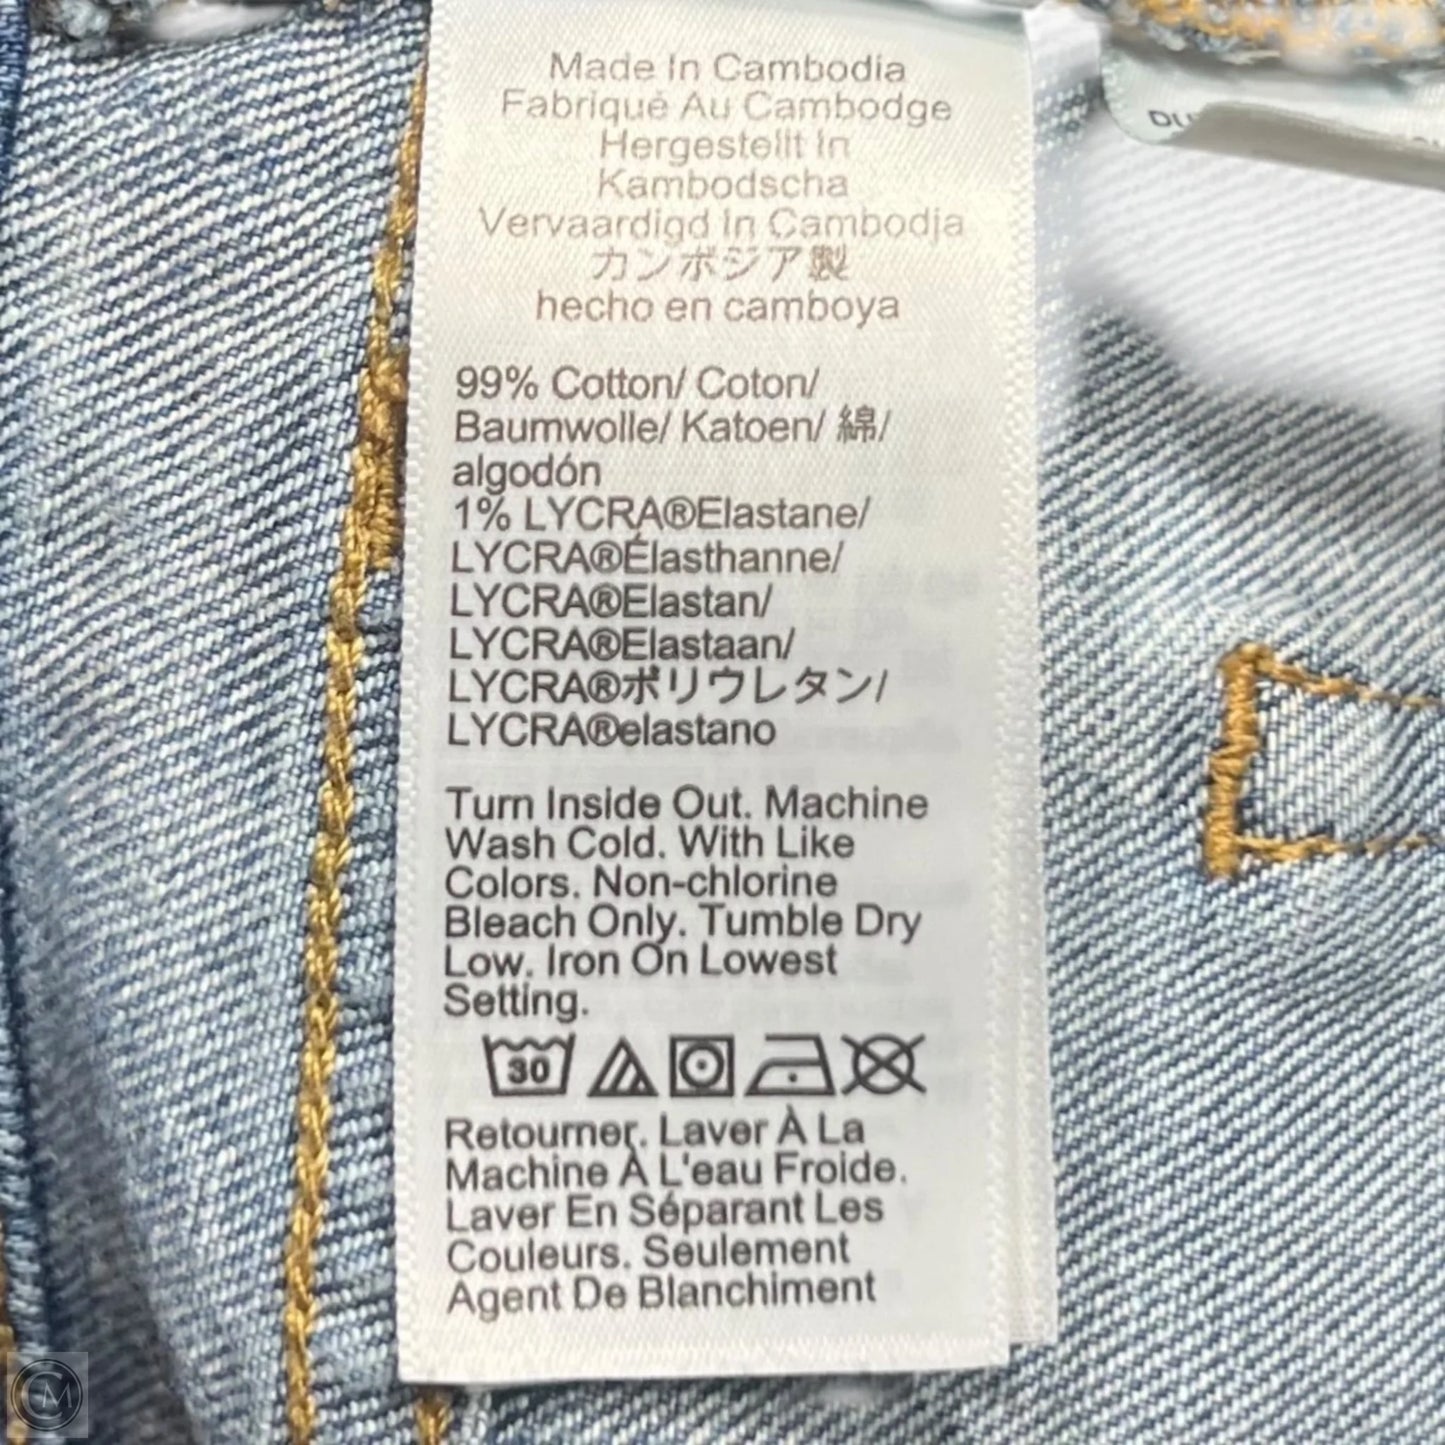 Made In Cambodia
Fabriqué Au Cambodge
Hergestellt In
Kambodscha
Vervaardigd In Cambodja
カンボジア製
hecho en camboya
99% Cotton/ Coton/
Baumwolle/ Katoen/ 綿/
algodón
1% LYCRA®Elastane/
LYCRA®Élasthanne/
LYCRA®Elastan/
LYCRA®Elastaan/
LYCRA®ポリウレタン/
LYCRA®elastano
Turn Inside Out. Machine
Wash Cold. With Like
Colors. Non-chlorine
Bleach Only. Tumble Dry
Low. Iron On Lowest
Setting.
30
Retourner. Laver À La
Machine À L'eau Froide.
Laver En Séparant Les
Couleurs. Seulement
Agent De Blanchiment
CM